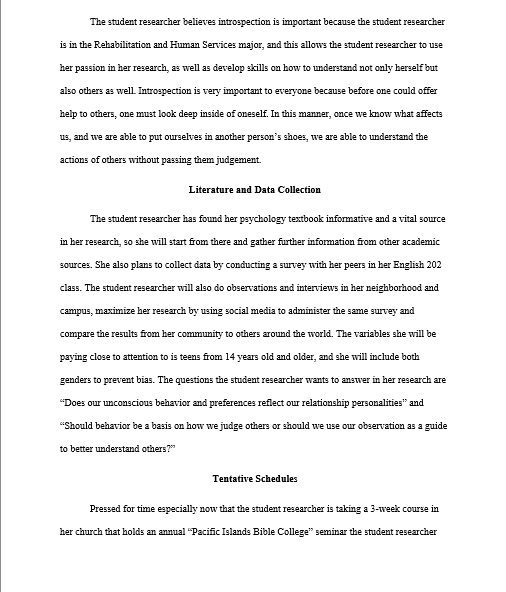 The student researcher believes introspection is important because the student researcher
is in the Rehabilitation and Human Services major, and this allows the student researcher to use
her passion in her research, as well as develop skills on how to understand not only herself but
also others as well. Introspection is very important to everyone because before one could offer
help to others, one must look deep inside of oneself. In this manner, once we know what affects
us, and we are able to put ourselves in another person's shoes, we are able to understand the
actions of others without passing them judgement.
Literature and Data Collection
The student researcher has found her psychology textbook informative and a vital source
in her research, so she will start from there and gather further information from other academic
sources. She also plans to collect data by conducting a survey with her peers in her English 202
class. The student researcher will also do observations and interviews in her neighborhood and
campus, maximize her research by using social media to administer the same survey and
compare the results from her community to others around the world. The variables she will be
paying close to attention to is teens from 14 years old and older, and she will include both
genders to prevent bias. The questions the student researcher wants to answer in her research are
“Does our unconscious behavior and preferences reflect our relationship personalities” and
“Should behavior be a basis on how we judge others or should we use our observation as a guide
to better understand others?”
Tentative Schedules
Pressed for time especially now that the student researcher is taking a 3-week course in
her church that holds an annual “Pacific Islands Bible College” seminar the student researcher